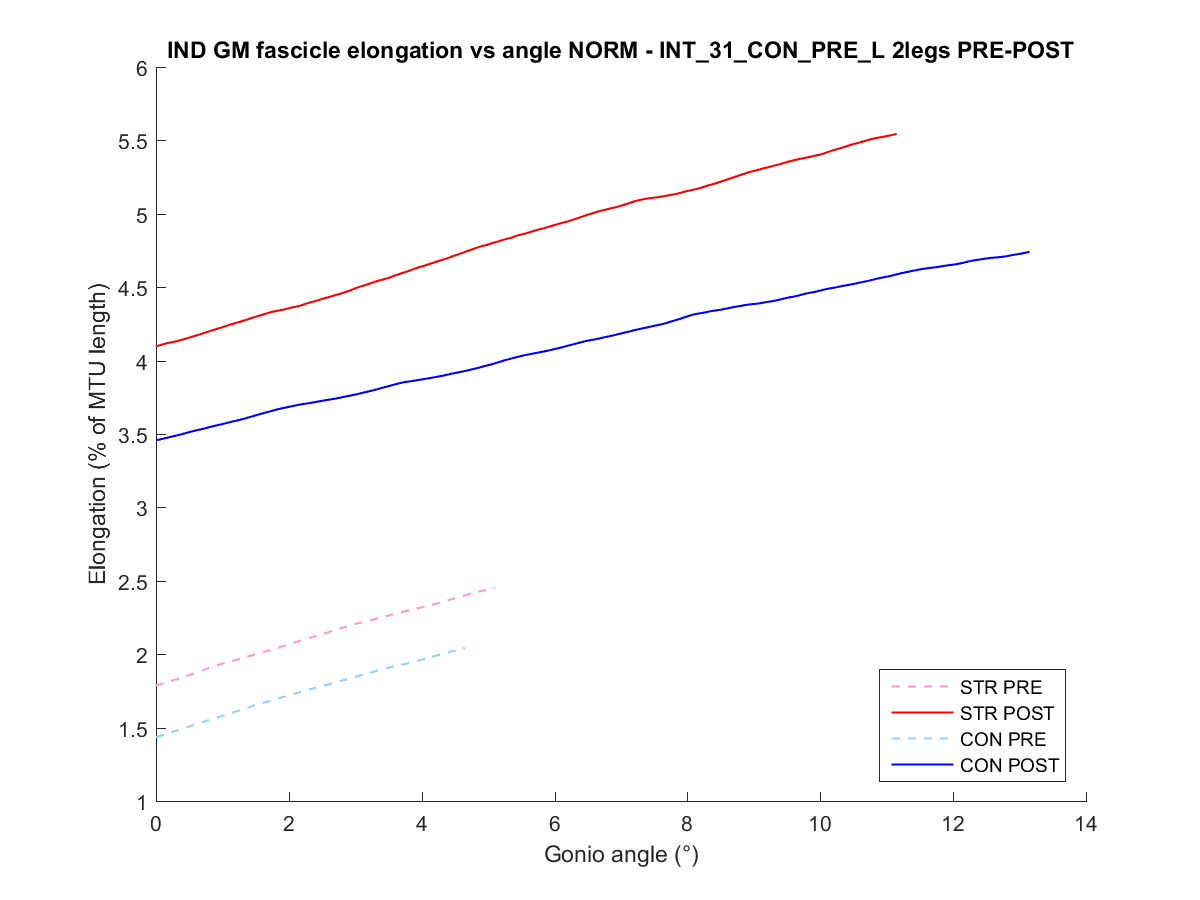 IND GM fascicle elongation vs angle NORM - INT_31_CON_PRE_L 2legs PRE-POST
6
5.5
5
4.5
4
3.5
3
2.5
2
1.5
1
Elongation (% of MTU length)
0 2 4 6 8 10 12 14
Gonio angle (°)
STR PRE
STR POST
CON PRE
CON POST